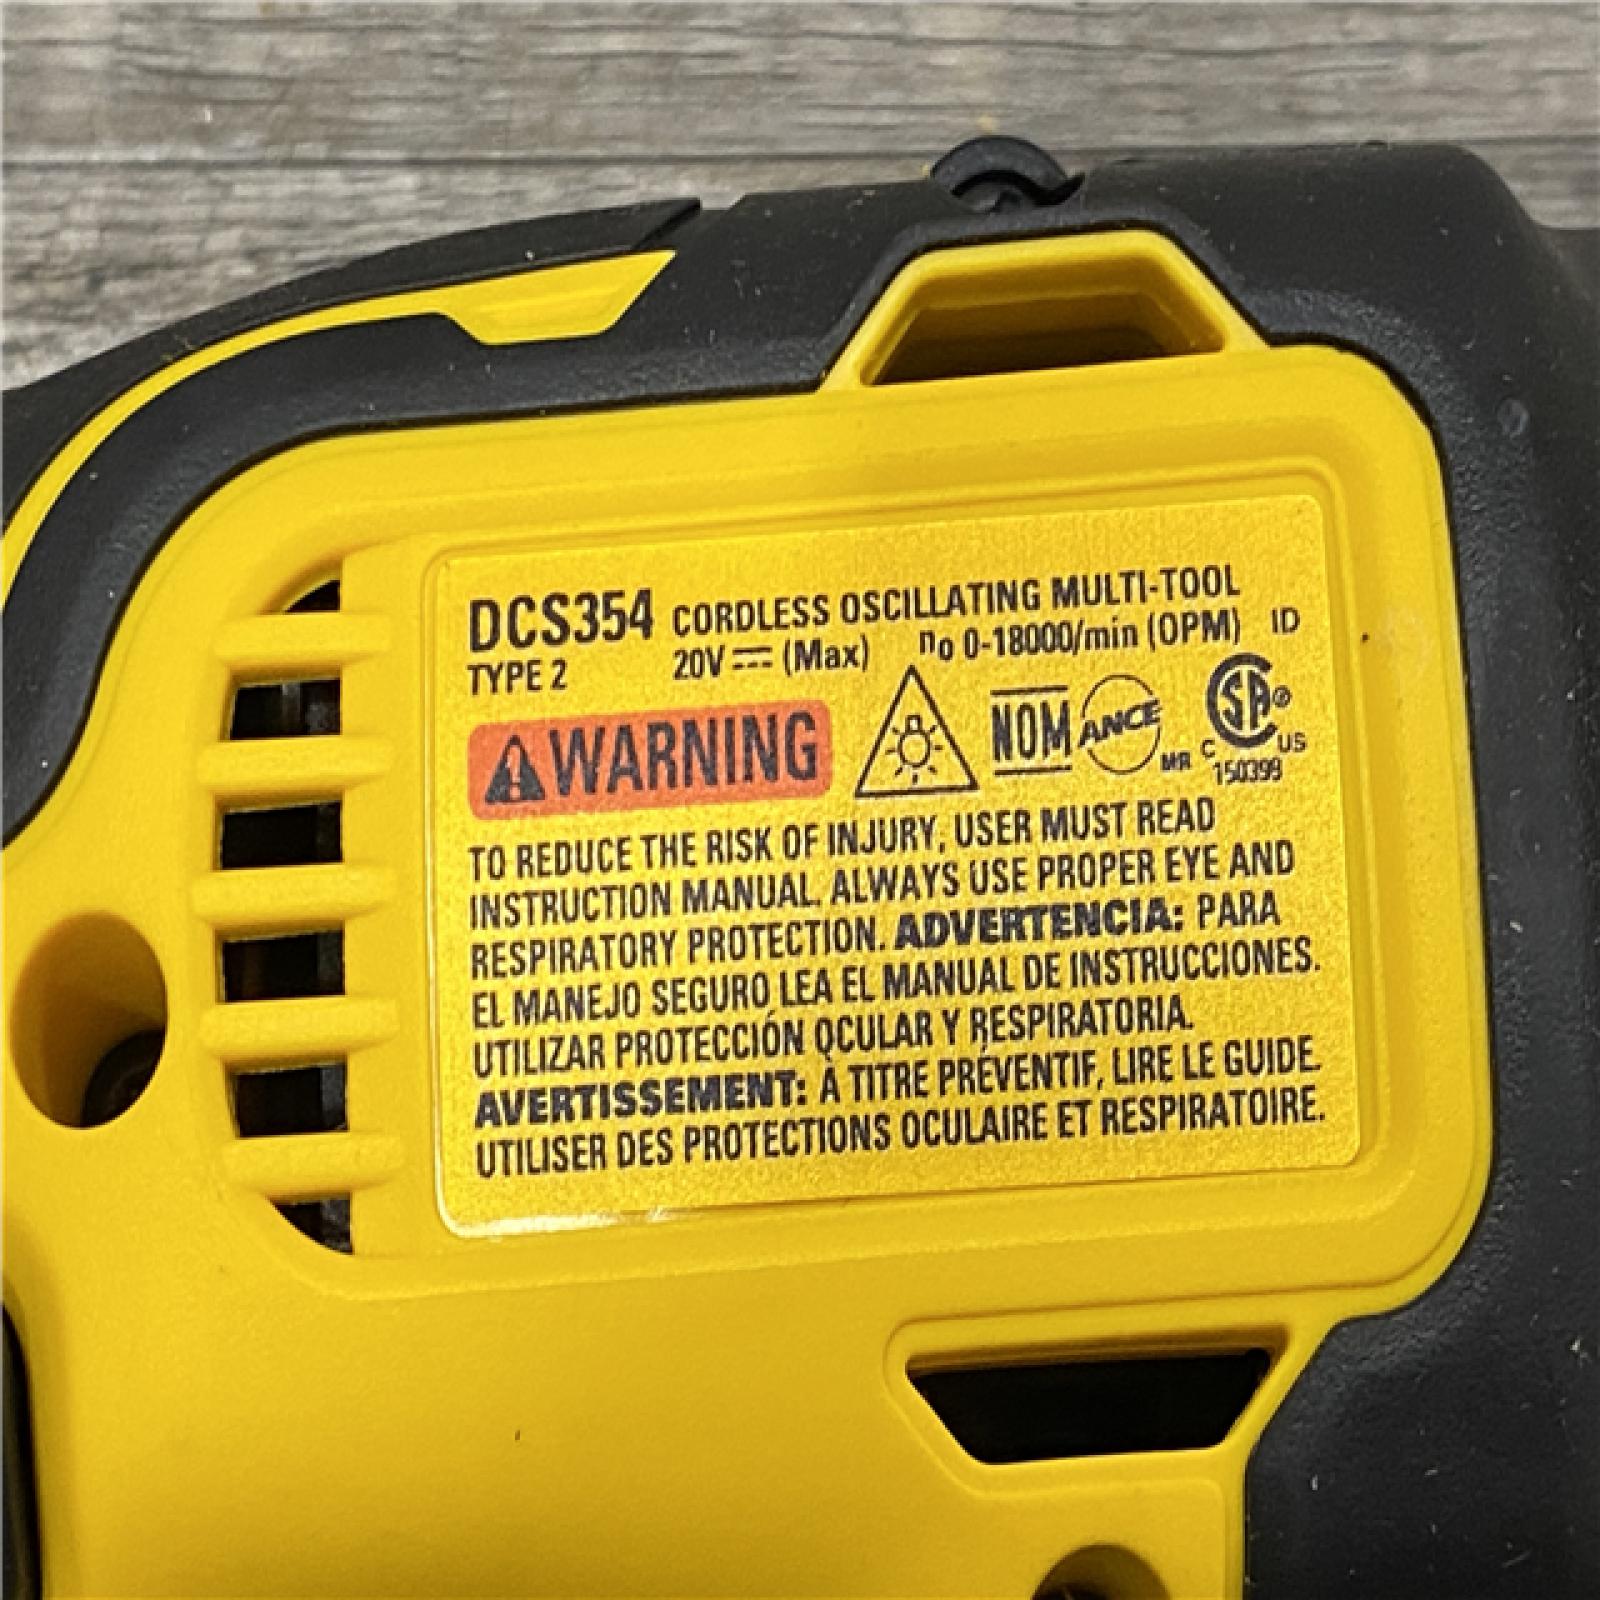 DCS354 CORDLESS OSCILLATING MULTI-TOOL
TYPE 2 20V ⎓ (Max) no 0-18000/min (OPM) ID
WARNING
NOM ANCE MR
C SA ® US
150399
TO REDUCE THE RISK OF INJURY, USER MUST READ
INSTRUCTION MANUAL. ALWAYS USE PROPER EYE AND
RESPIRATORY PROTECTION. ADVERTENCIA: PARA
EL MANEJO SEGURO LEA EL MANUAL DE INSTRUCCIONES.
UTILIZAR PROTECCIÓN OCULAR Y RESPIRATORIA.
AVERTISSEMENT: À TITRE PRÉVENTIF, LIRE LE GUIDE.
UTILISER DES PROTECTIONS OCULAIRE ET RESPIRATOIRE.